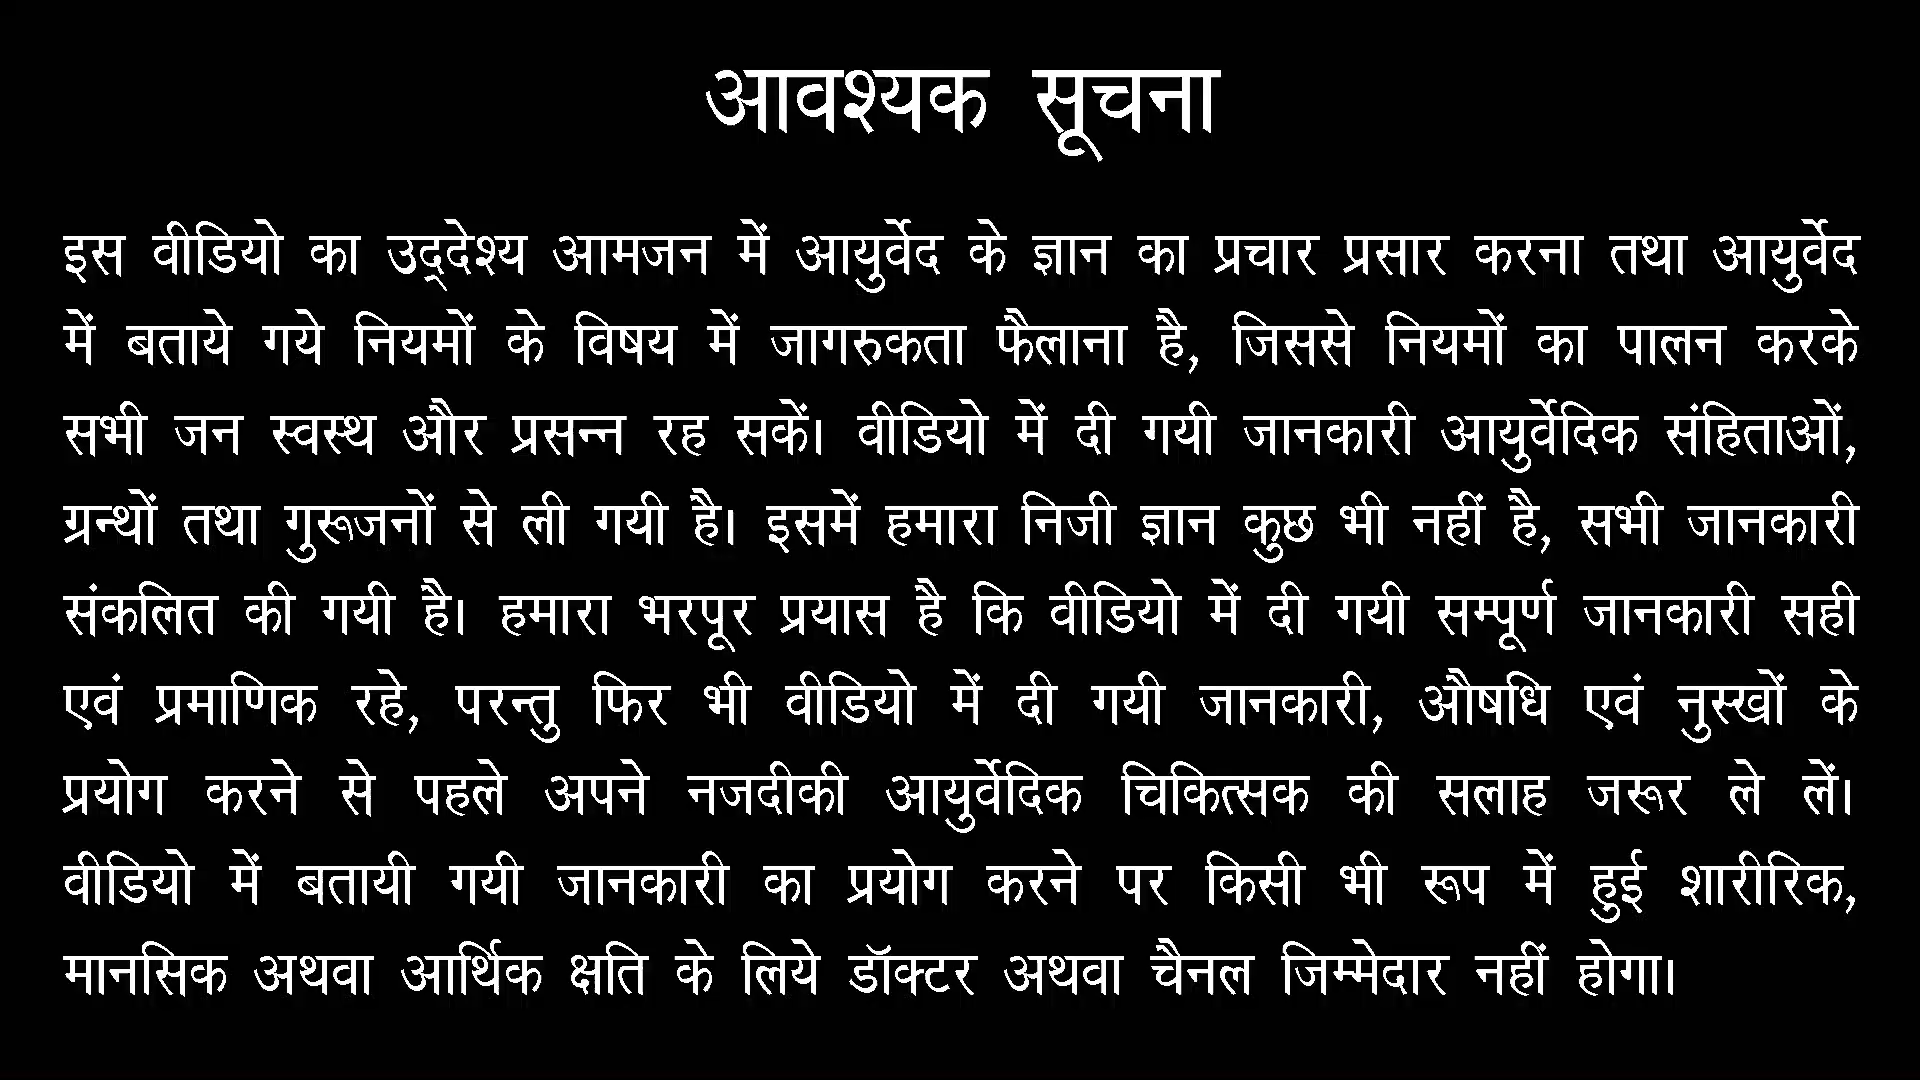 आवश्यक सूचना
इस वीडियो का उद्देश्य आमजन में आयुर्वेद के ज्ञान का प्रचार प्रसार करना तथा आयुर्वेद
में बताये गये नियमों के विषय में जागरुकता फैलाना है, जिससे नियमों का पालन करके
सभी जन स्वस्थ और प्रसन्न रह सकें। वीडियो में दी गयी जानकारी आयुर्वेदिक संहिताओं,
ग्रन्थों तथा गुरूजनों से ली गयी है। इसमें हमारा निजी ज्ञान कुछ भी नहीं है, सभी जानकारी
संकलित की गयी है। हमारा भरपूर प्रयास है कि वीडियो में दी गयी सम्पूर्ण जानकारी सही
एवं प्रमाणिक रहे, परन्तु फिर भी वीडियो में दी गयी जानकारी, औषधि एवं नुस्खों के
प्रयोग करने से पहले अपने नजदीकी आयुर्वेदिक चिकित्सक की सलाह जरूर ले लें।
वीडियो में बतायी गयी जानकारी का प्रयोग करने पर किसी भी रूप में हुई शारीरिक,
मानसिक अथवा आर्थिक क्षति के लिये डॉक्टर अथवा चैनल जिम्मेदार नहीं होगा।